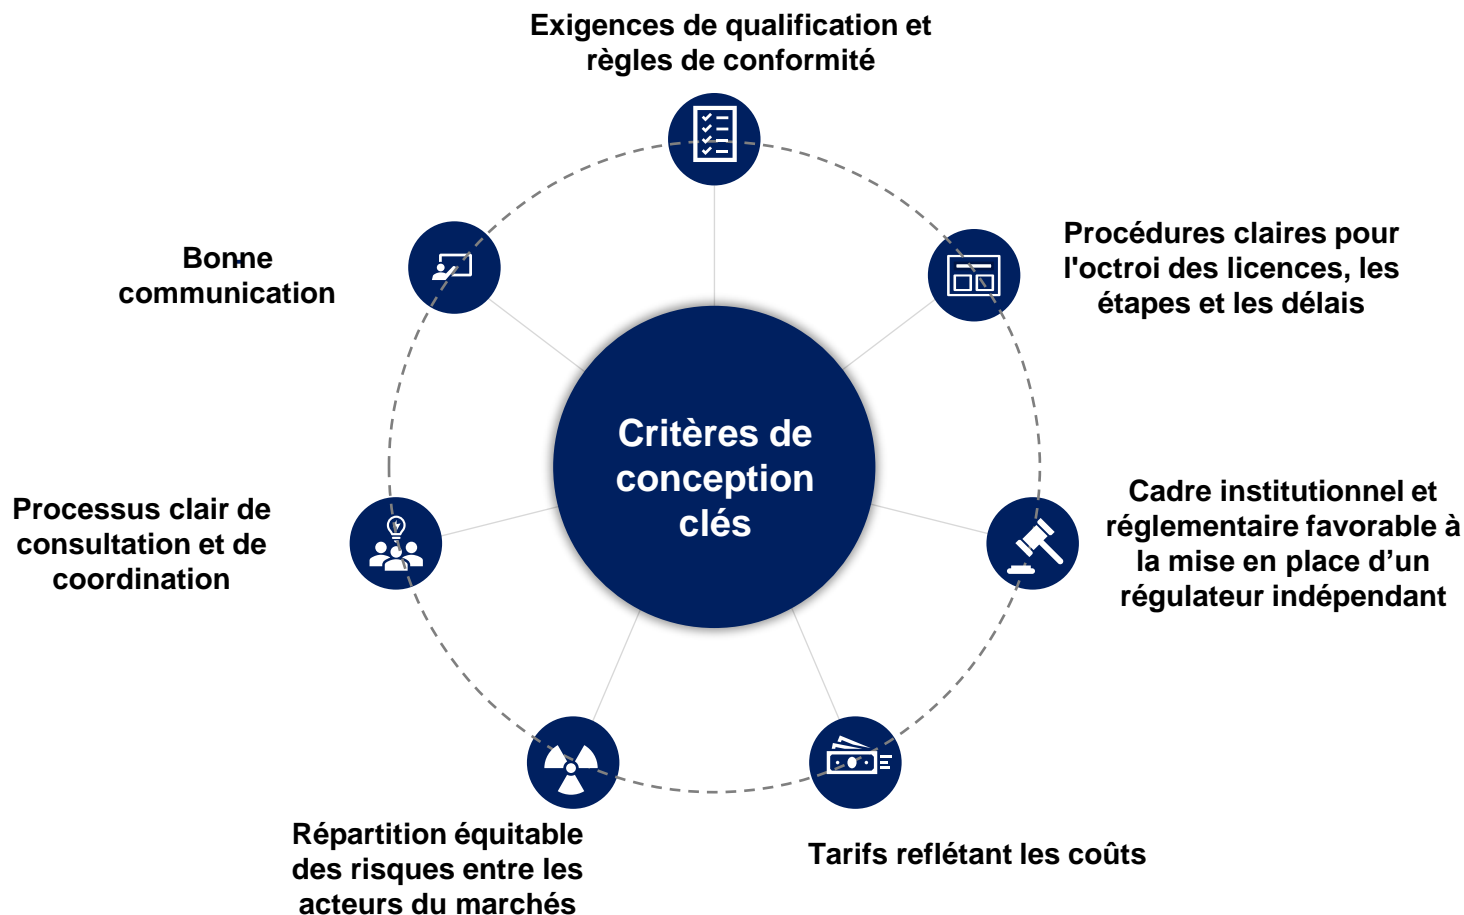 Exigences de qualification et
règles de conformité
Procédures claires pour
l'octroi des licences, les
étapes et les délais
Bonne
communication
Critères de
conception
clés
Cadre institutionnel et
réglementaire favorable à
la mise en place d’un
régulateur indépendant
Processus clair de
consultation et de
coordination
Tarifs reflétant les coûts
Répartition équitable
des risques entre les
acteurs du marchés